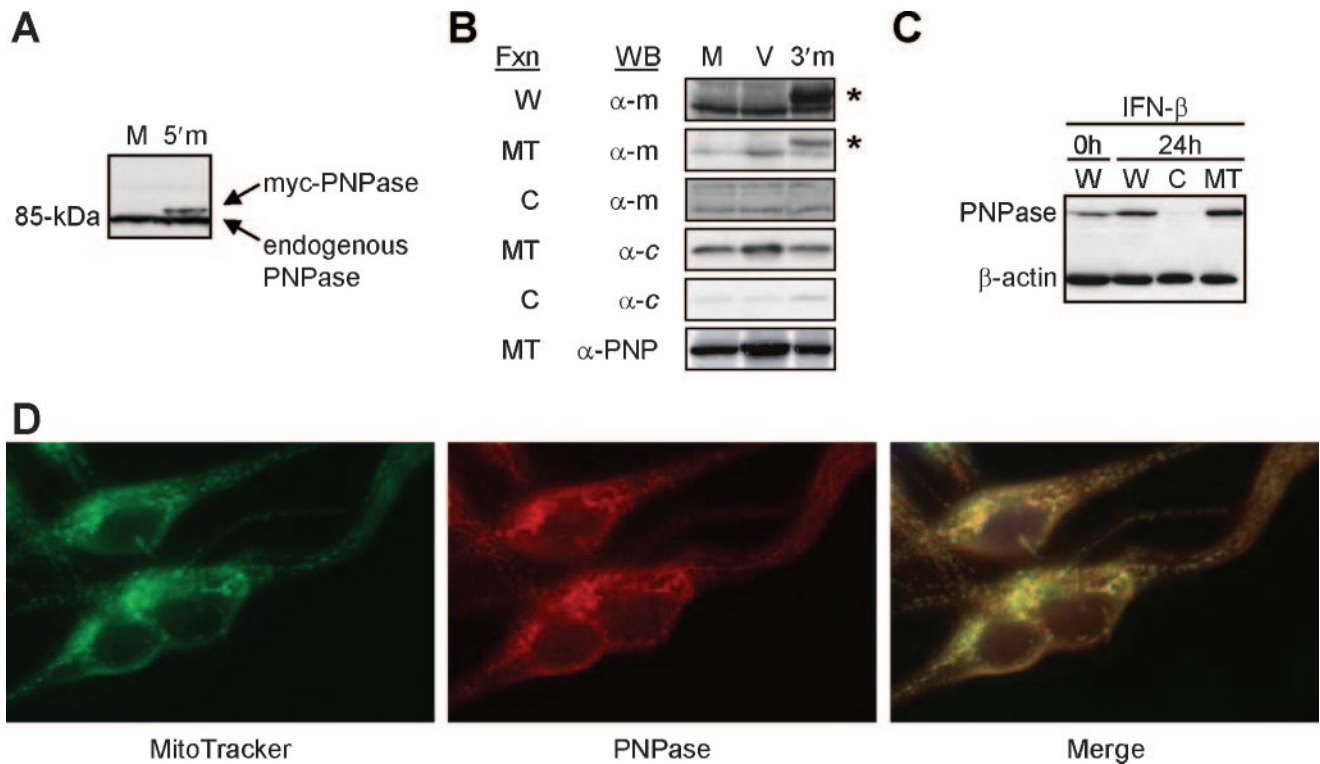 A
M 5′m
85-kDa
myc-PNPase
endogenous
PNPase
B
Fxn WB M V 3′m
W α-m *
MT α-m *
C α-m
MT α-c
C α-c
MT α-PNP
C
IFN-β
0h 24h
W W C MT
PNPase
β-actin
D
MitoTracker PNPase Merge